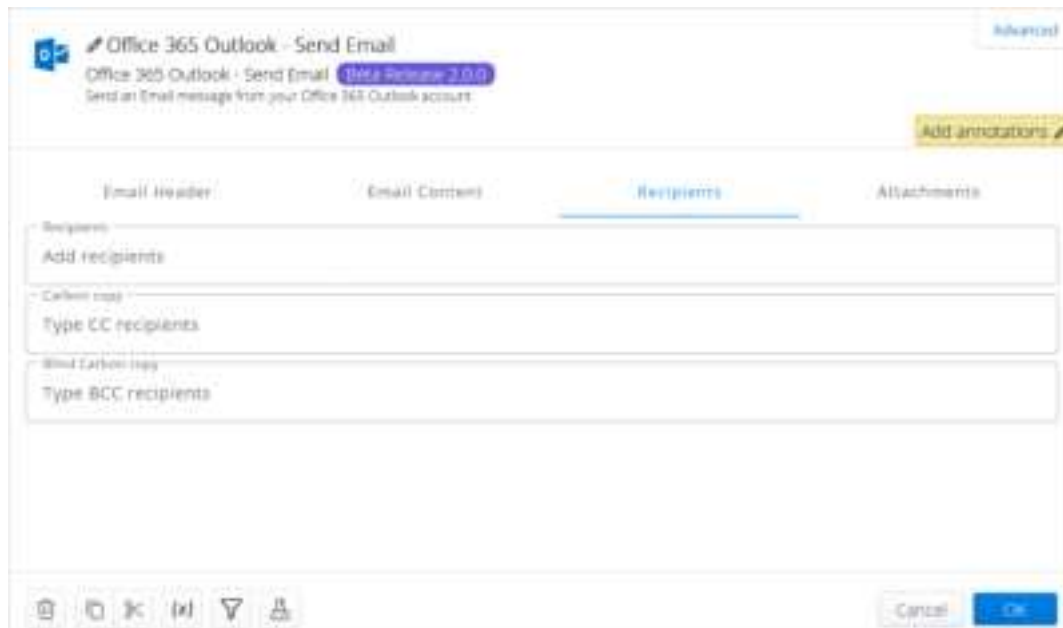 Advanced
Office 365 Outlook - Send Email
Office 365 Outlook - Send Email Beta Release 2.0.0
Send an Email message from your Office 365 Outlook account
Add annotations
Email Header Email Content Recipients Attachments
Recipients
Add recipients
Carbon copy
Type CC recipients
Blind Carbon copy
Type BCC recipients
{x}
Cancel OK